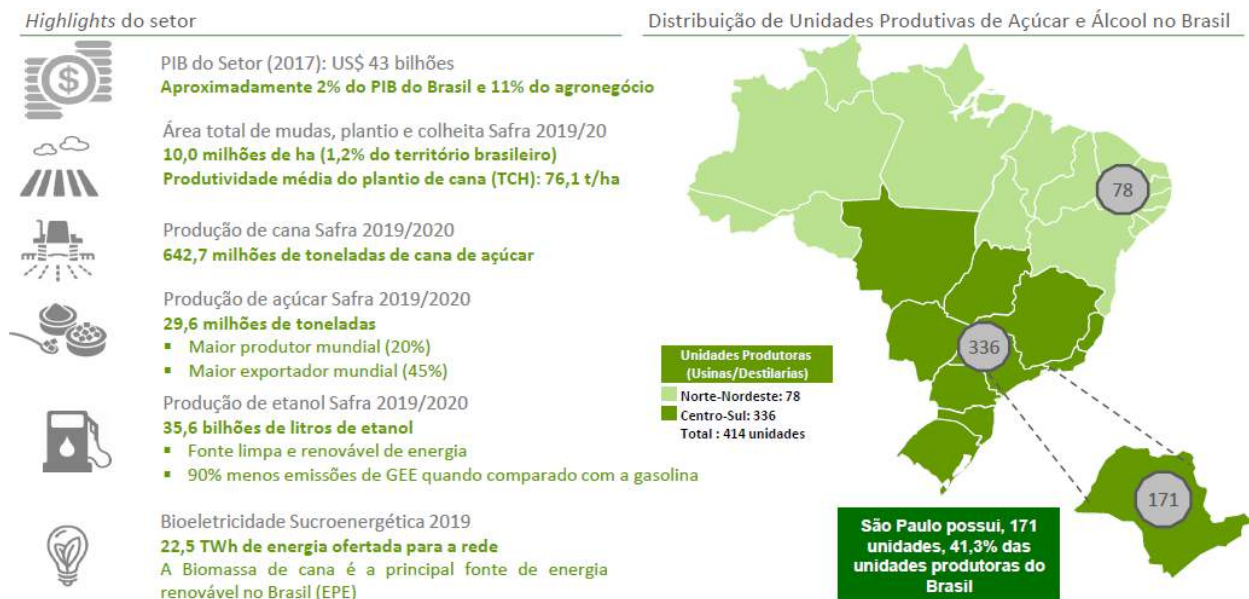 Highlights do setor
PIB do Setor (2017): US$ 43 bilhões
Aproximadamente 2% do PIB do Brasil e 11% do agronegócio
Área total de mudas, plantio e colheita Safra 2019/20
10,0 milhões de ha (1,2% do território brasileiro)
Produtividade média do plantio de cana (TCH): 76,1 t/ha
Produção de cana Safra 2019/2020
642,7 milhões de toneladas de cana de açúcar
Produção de açúcar Safra 2019/2020
29,6 milhões de toneladas
▪ Maior produtor mundial (20%)
▪ Maior exportador mundial (45%)
Produção de etanol Safra 2019/2020
35,6 bilhões de litros de etanol
▪ Fonte limpa e renovável de energia
▪ 90% menos emissões de GEE quando comparado com a gasolina
Bioeletricidade Sucroenergética 2019
22,5 TWh de energia ofertada para a rede
A Biomassa de cana é a principal fonte de energia
renovável no Brasil (EPE)
Distribuição de Unidades Produtivas de Açúcar e Álcool no Brasil
78
336
Unidades Produtoras
(Usinas/Destilarias)
Norte-Nordeste: 78
Centro-Sul: 336
Total : 414 unidades
171
São Paulo possui, 171
unidades, 41,3% das
unidades produtoras do
Brasil
$